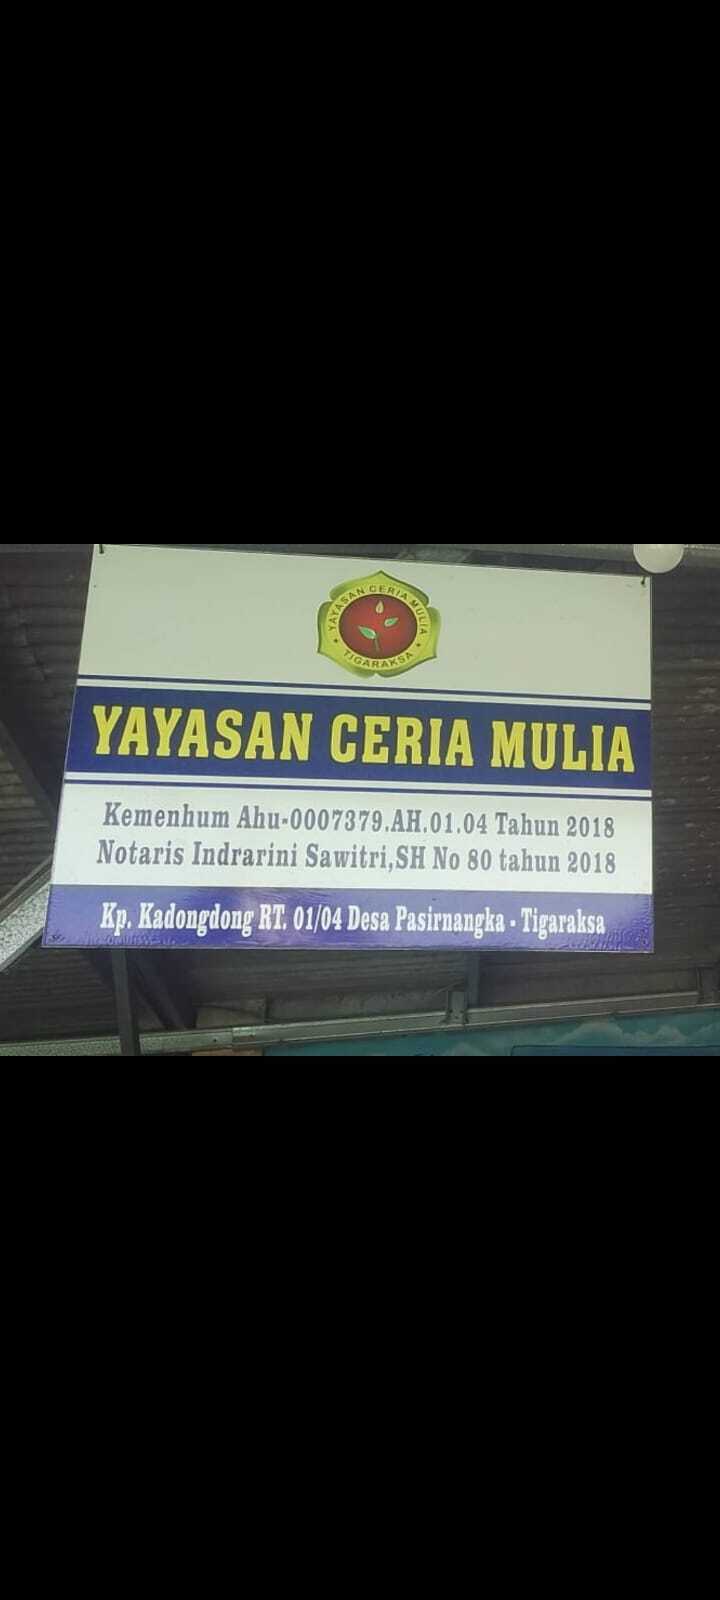 YAYASAN CERIA MULIA
TIGARAKSA
YAYASAN CERIA MULIA
Kemenhum Ahu-0007379.AH.01.04 Tahun 2018
Notaris Indrarini Sawitri,SH No 80 tahun 2018
Kp. Kadongdong RT. 01/04 Desa Pasirnangka - Tigaraksa